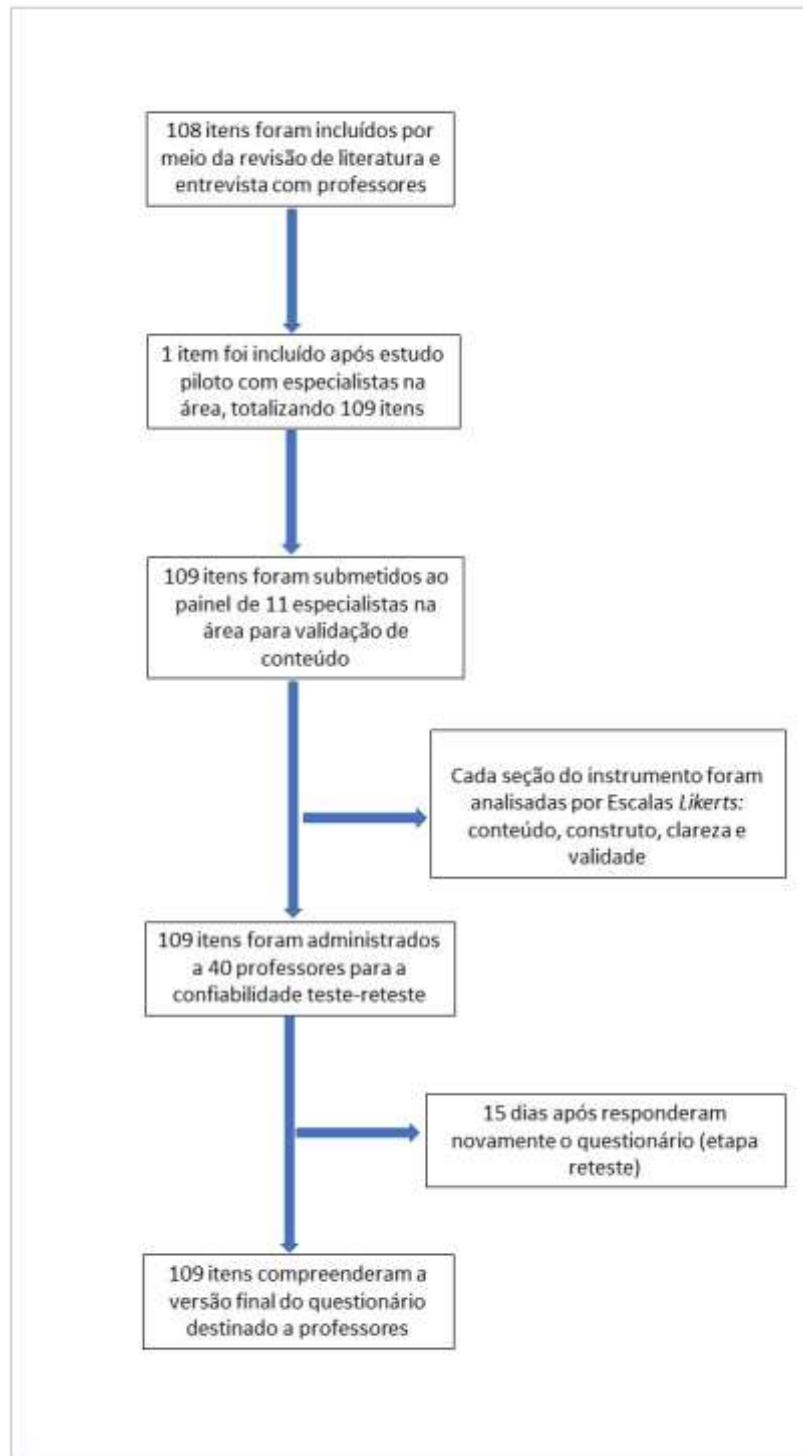 108 itens foram incluídos por
meio da revisão de literatura e
entrevista com professores
1 item foi incluído após estudo
piloto com especialistas na
área, totalizando 109 itens
109 itens foram submetidos ao
painel de 11 especialistas na
área para validação de
conteúdo
Cada seção do instrumento foram
analisadas por Escalas Likerts:
conteúdo, construto, clareza e
validade
109 itens foram administrados
a 40 professores para a
confiabilidade teste-reteste
15 dias após responderam
novamente o questionário (etapa
reteste)
109 itens compreenderam a
versão final do questionário
destinado a professores